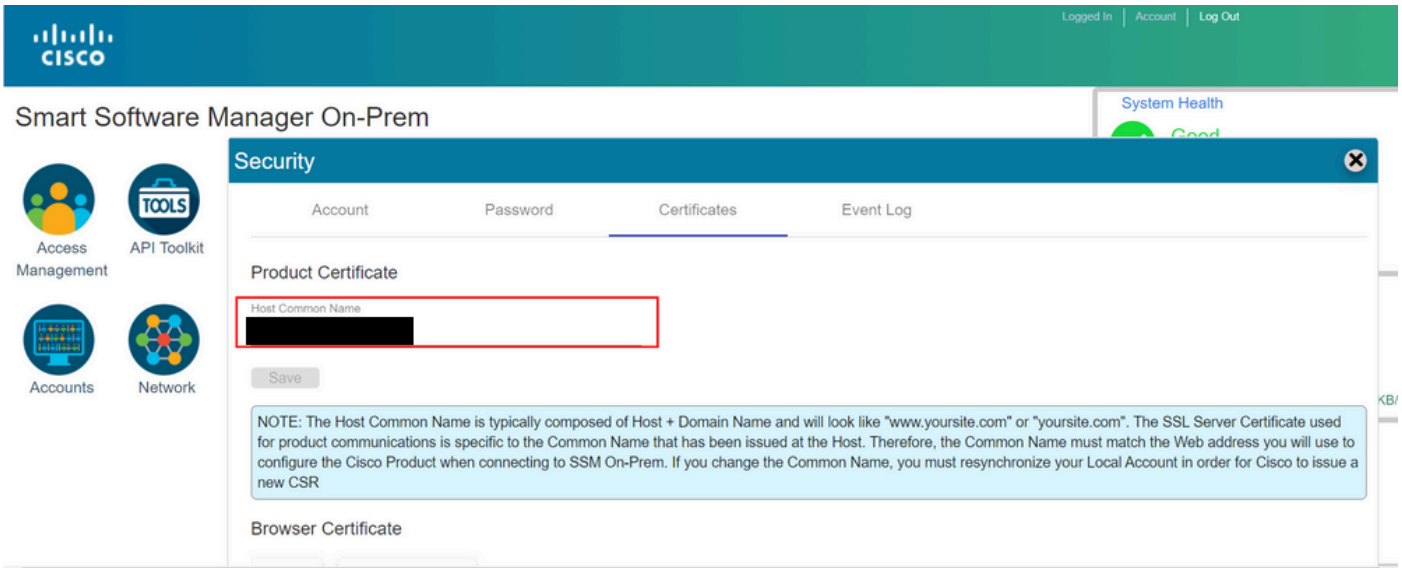 Logged In | Account | Log Out
CISCO
Smart Software Manager On-Prem
System Health
Good
Security
Account Password Certificates Event Log
TOOLS
Access Management
API Toolkit
Product Certificate
Host Common Name
Accounts
Network
Save
KB/
NOTE: The Host Common Name is typically composed of Host + Domain Name and will look like "www.yoursite.com" or "yoursite.com". The SSL Server Certificate used
for product communications is specific to the Common Name that has been issued at the Host. Therefore, the Common Name must match the Web address you will use to
configure the Cisco Product when connecting to SSM On-Prem. If you change the Common Name, you must resynchronize your Local Account in order for Cisco to issue a
new CSR
Browser Certificate